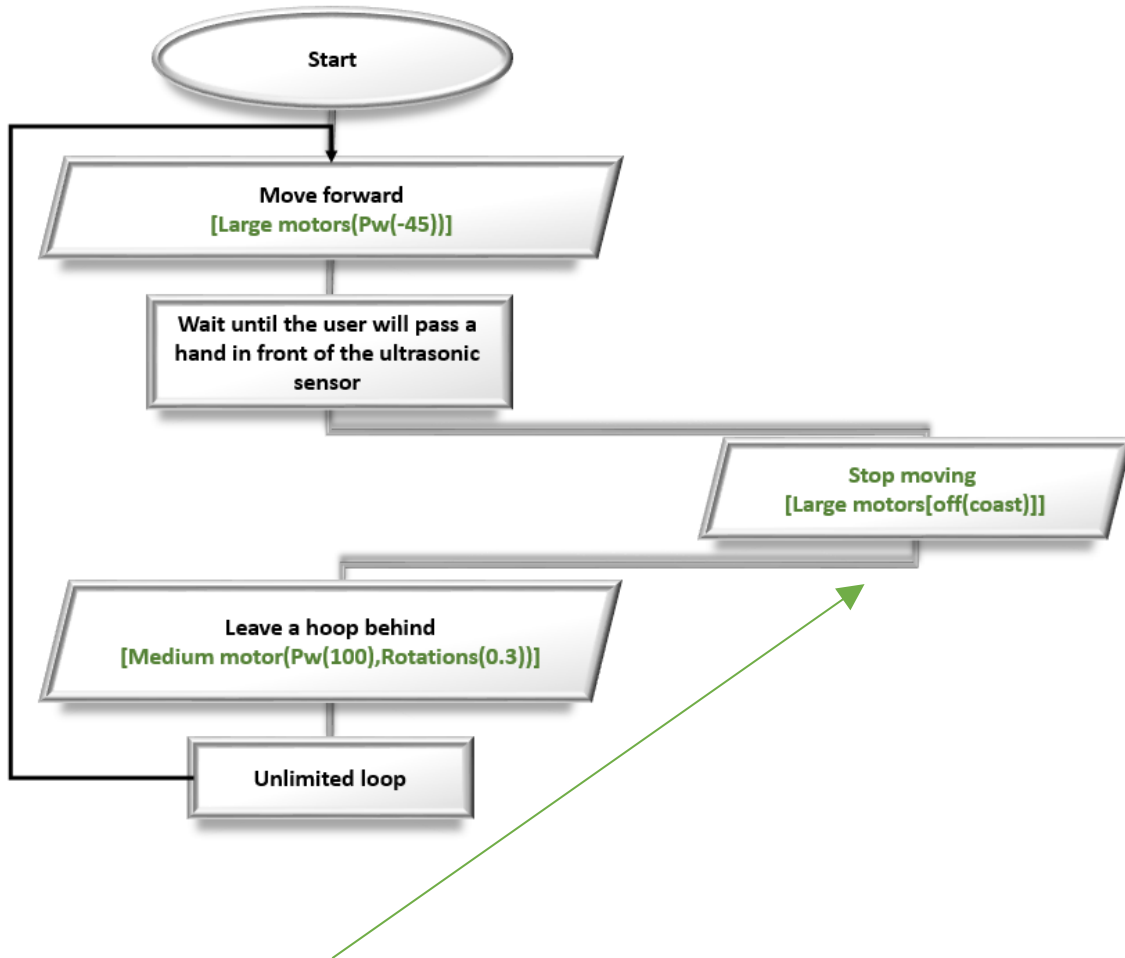 Start
Move forward
[Large motors(Pw(-45))]
Wait until the user will pass a
hand in front of the ultrasonic
sensor
Stop moving
[Large motors[off(coast)]]
Leave a hoop behind
[Medium motor(Pw(100),Rotations(0.3))]
Unlimited loop